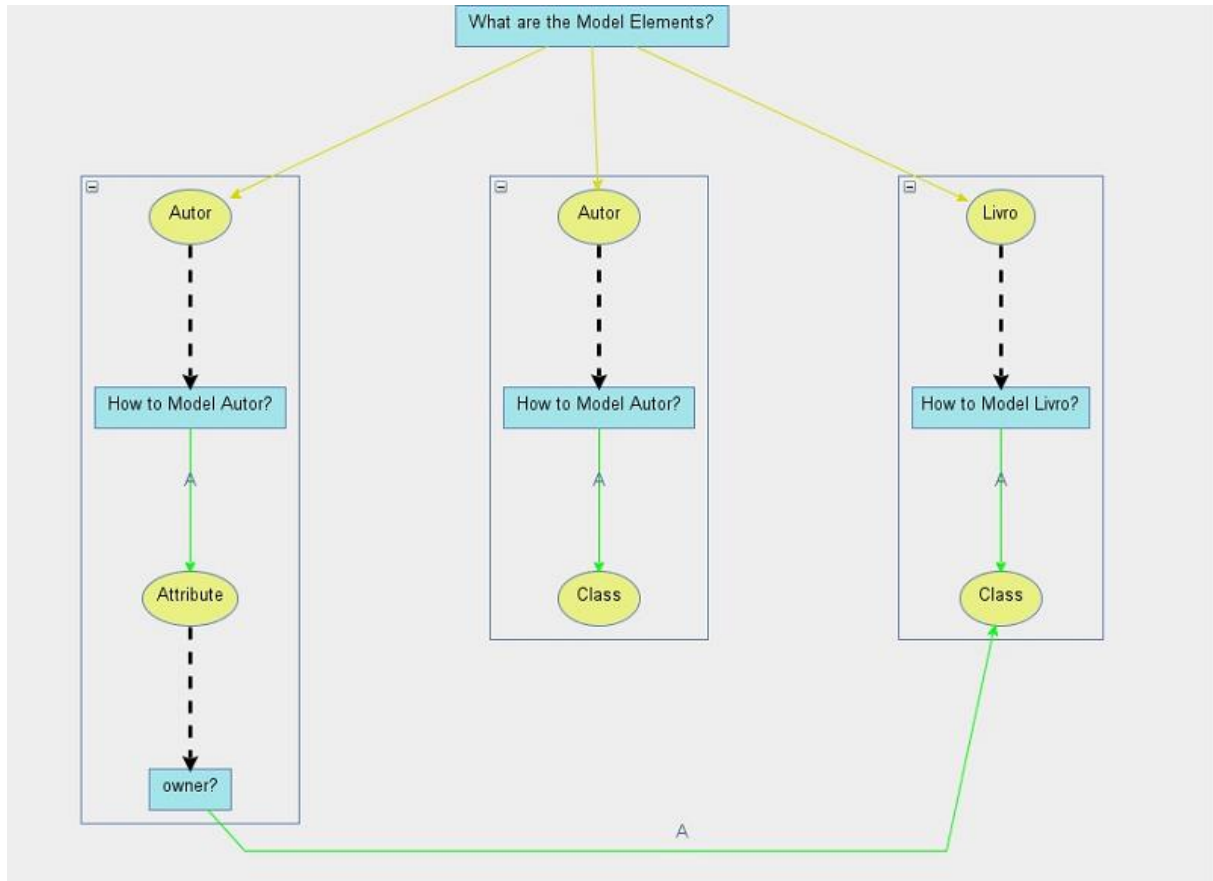 What are the Model Elements?
Autor
Autor
Livro
How to Model Autor?
How to Model Autor?
How to Model Livro?
A
A
A
Attribute
Class
Class
owner?
A